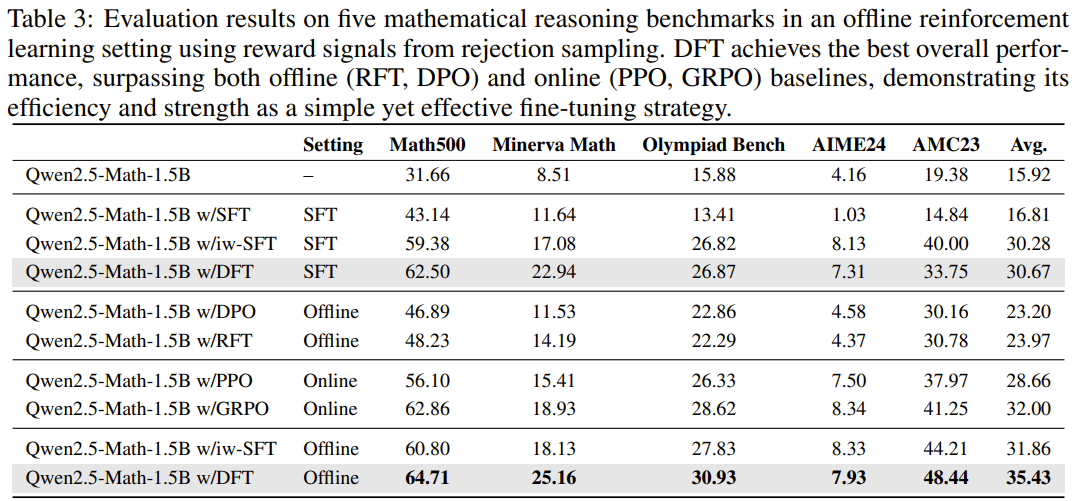 Table 3: Evaluation results on five mathematical reasoning benchmarks in an offline reinforcement
learning setting using reward signals from rejection sampling. DFT achieves the best overall perfor-
mance, surpassing both offline (RFT, DPO) and online (PPO, GRPO) baselines, demonstrating its
efficiency and strength as a simple yet effective fine-tuning strategy.
Setting Math500 Minerva Math Olympiad Bench AIME24 AMC23 Avg.
Qwen2.5-Math-1.5B – 31.66 8.51 15.88 4.16 19.38 15.92
Qwen2.5-Math-1.5B w/SFT SFT 43.14 11.64 13.41 1.03 14.84 16.81
Qwen2.5-Math-1.5B w/iw-SFT SFT 59.38 17.08 26.82 8.13 40.00 30.28
Qwen2.5-Math-1.5B w/DFT SFT 62.50 22.94 26.87 7.31 33.75 30.67
Qwen2.5-Math-1.5B w/DPO Offline 46.89 11.53 22.86 4.58 30.16 23.20
Qwen2.5-Math-1.5B w/RFT Offline 48.23 14.19 22.29 4.37 30.78 23.97
Qwen2.5-Math-1.5B w/PPO Online 56.10 15.41 26.33 7.50 37.97 28.66
Qwen2.5-Math-1.5B w/GRPO Online 62.86 18.93 28.62 8.34 41.25 32.00
Qwen2.5-Math-1.5B w/iw-SFT Offline 60.80 18.13 27.83 8.33 44.21 31.86
Qwen2.5-Math-1.5B w/DFT Offline 64.71 25.16 30.93 7.93 48.44 35.43